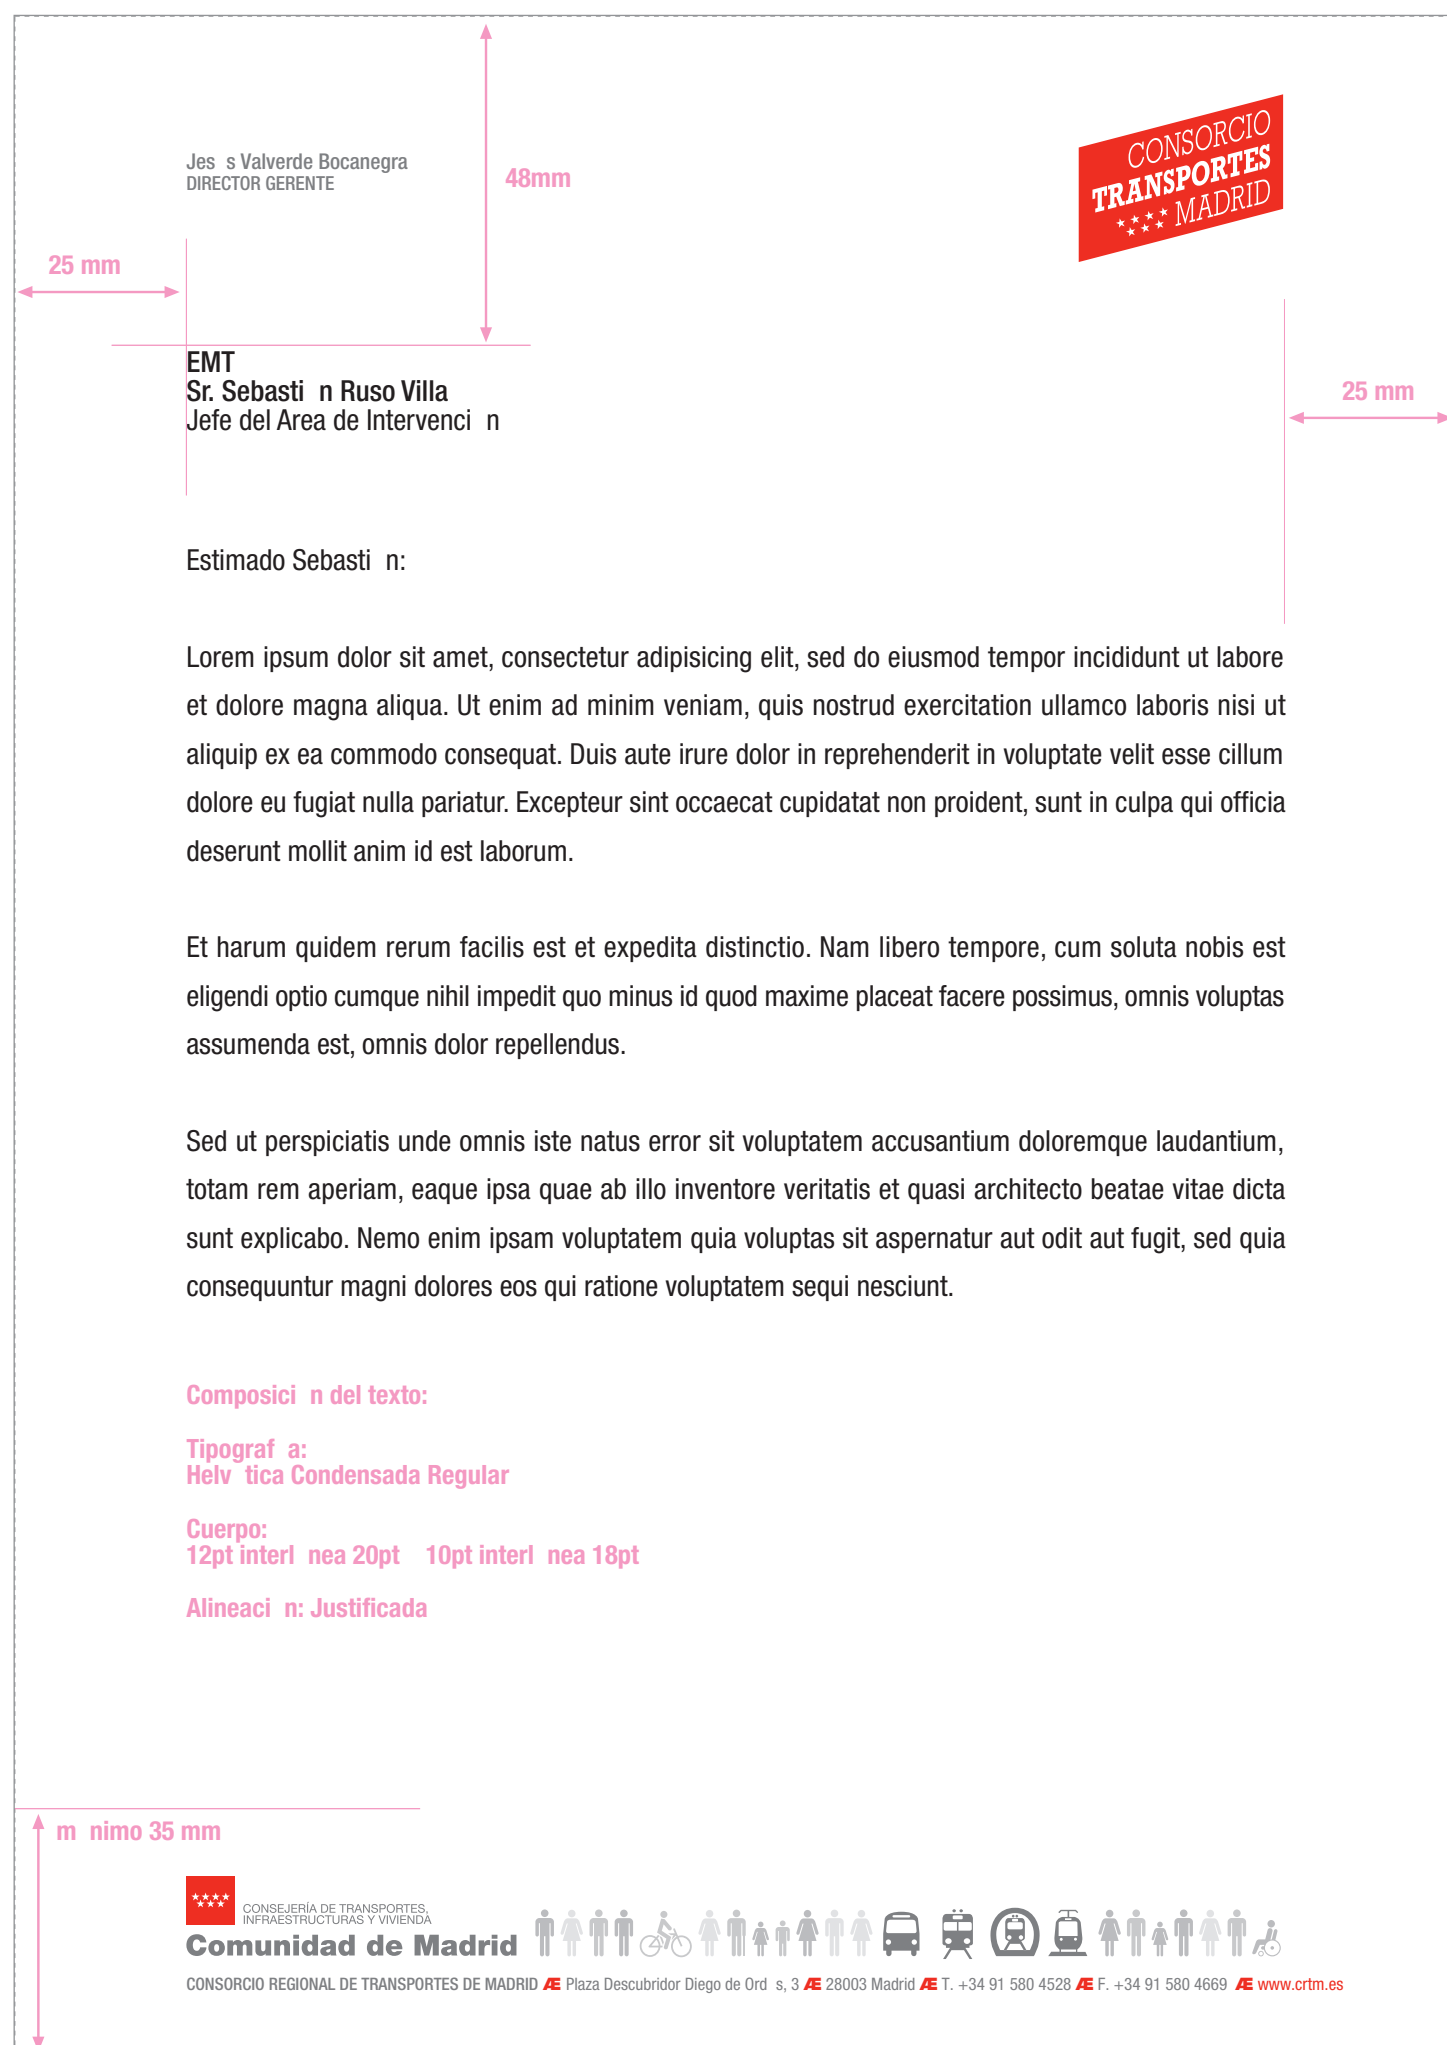 Jes s Valverde Bocanegra
DIRECTOR GERENTE
48mm
CONSORCIO
TRANSPORTES
MADRID
25 mm
EMT
Sr. Sebasti n Ruso Villa
Jefe del Area de Intervenci n
25 mm
Estimado Sebasti n:
Lorem ipsum dolor sit amet, consectetur adipisicing elit, sed do eiusmod tempor incididunt ut labore
et dolore magna aliqua. Ut enim ad minim veniam, quis nostrud exercitation ullamco laboris nisi ut
aliquip ex ea commodo consequat. Duis aute irure dolor in reprehenderit in voluptate velit esse cillum
dolore eu fugiat nulla pariatur. Excepteur sint occaecat cupidatat non proident, sunt in culpa qui officia
deserunt mollit anim id est laborum.
Et harum quidem rerum facilis est et expedita distinctio. Nam libero tempore, cum soluta nobis est
eligendi optio cumque nihil impedit quo minus id quod maxime placeat facere possimus, omnis voluptas
assumenda est, omnis dolor repellendus.
Sed ut perspiciatis unde omnis iste natus error sit voluptatem accusantium doloremque laudantium,
totam rem aperiam, eaque ipsa quae ab illo inventore veritatis et quasi architecto beatae vitae dicta
sunt explicabo. Nemo enim ipsam voluptatem quia voluptas sit aspernatur aut odit aut fugit, sed quia
consequuntur magni dolores eos qui ratione voluptatem sequi nesciunt.
Composici n del texto:
Tipograf a:
Helv tica Condensada Regular
Cuerpo:
12pt interl nea 20pt 10pt interl nea 18pt
Alineaci n: Justificada
m nimo 35 mm
CONSEJERÍA DE TRANSPORTES,
INFRAESTRUCTURAS Y VIVIENDA
Comunidad de Madrid
CONSORCIO REGIONAL DE TRANSPORTES DE MADRID Æ Plaza Descubridor Diego de Ord s, 3 Æ 28003 Madrid Æ T. +34 91 580 4528 Æ F. +34 91 580 4669 Æ www.crtm.es